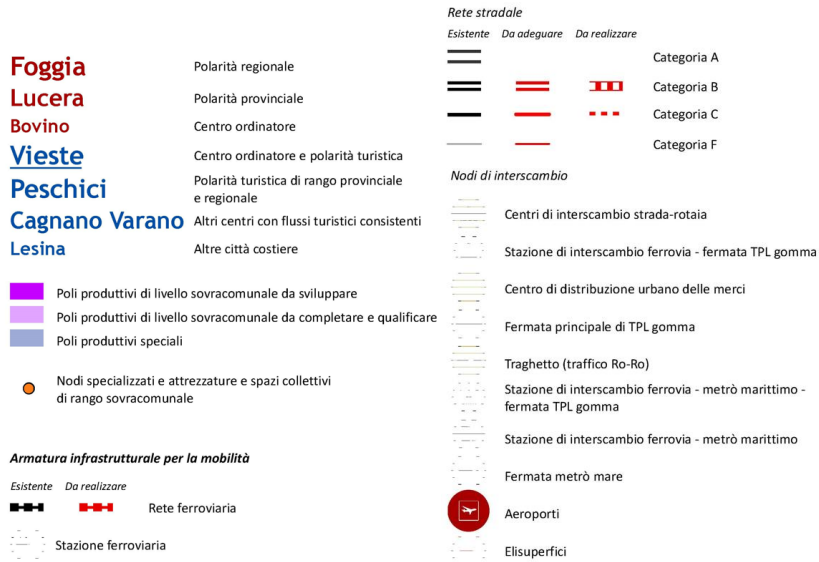 Foggia Polarità regionale
Lucera Polarità provinciale
Bovino Centro ordinatore
Vieste Centro ordinatore e polarità turistica
Peschici Polarità turistica di rango provinciale
e regionale
Cagnano Varano Altri centri con flussi turistici consistenti
Lesina Altre città costiere
Poli produttivi di livello sovracomunale da sviluppare
Poli produttivi di livello sovracomunale da completare e qualificare
Poli produttivi speciali
Nodi specializzati e attrezzature e spazi collettivi
di rango sovracomunale
Armatura infrastrutturale per la mobilità
Esistente Da realizzare
Rete ferroviaria
Stazione ferroviaria
Rete stradale
Esistente Da adeguare Da realizzare
Categoria A
Categoria B
Categoria C
Categoria F
Nodi di interscambio
Centri di interscambio strada-rotaia
Stazione di interscambio ferrovia - fermata TPL gomma
Centro di distribuzione urbano delle merci
Fermata principale di TPL gomma
Traghetto (traffico Ro-Ro)
Stazione di interscambio ferrovia - metrò marittimo -
fermata TPL gomma
Stazione di interscambio ferrovia - metrò marittimo
Fermata metrò mare
Aeroporti
Elisuperfici